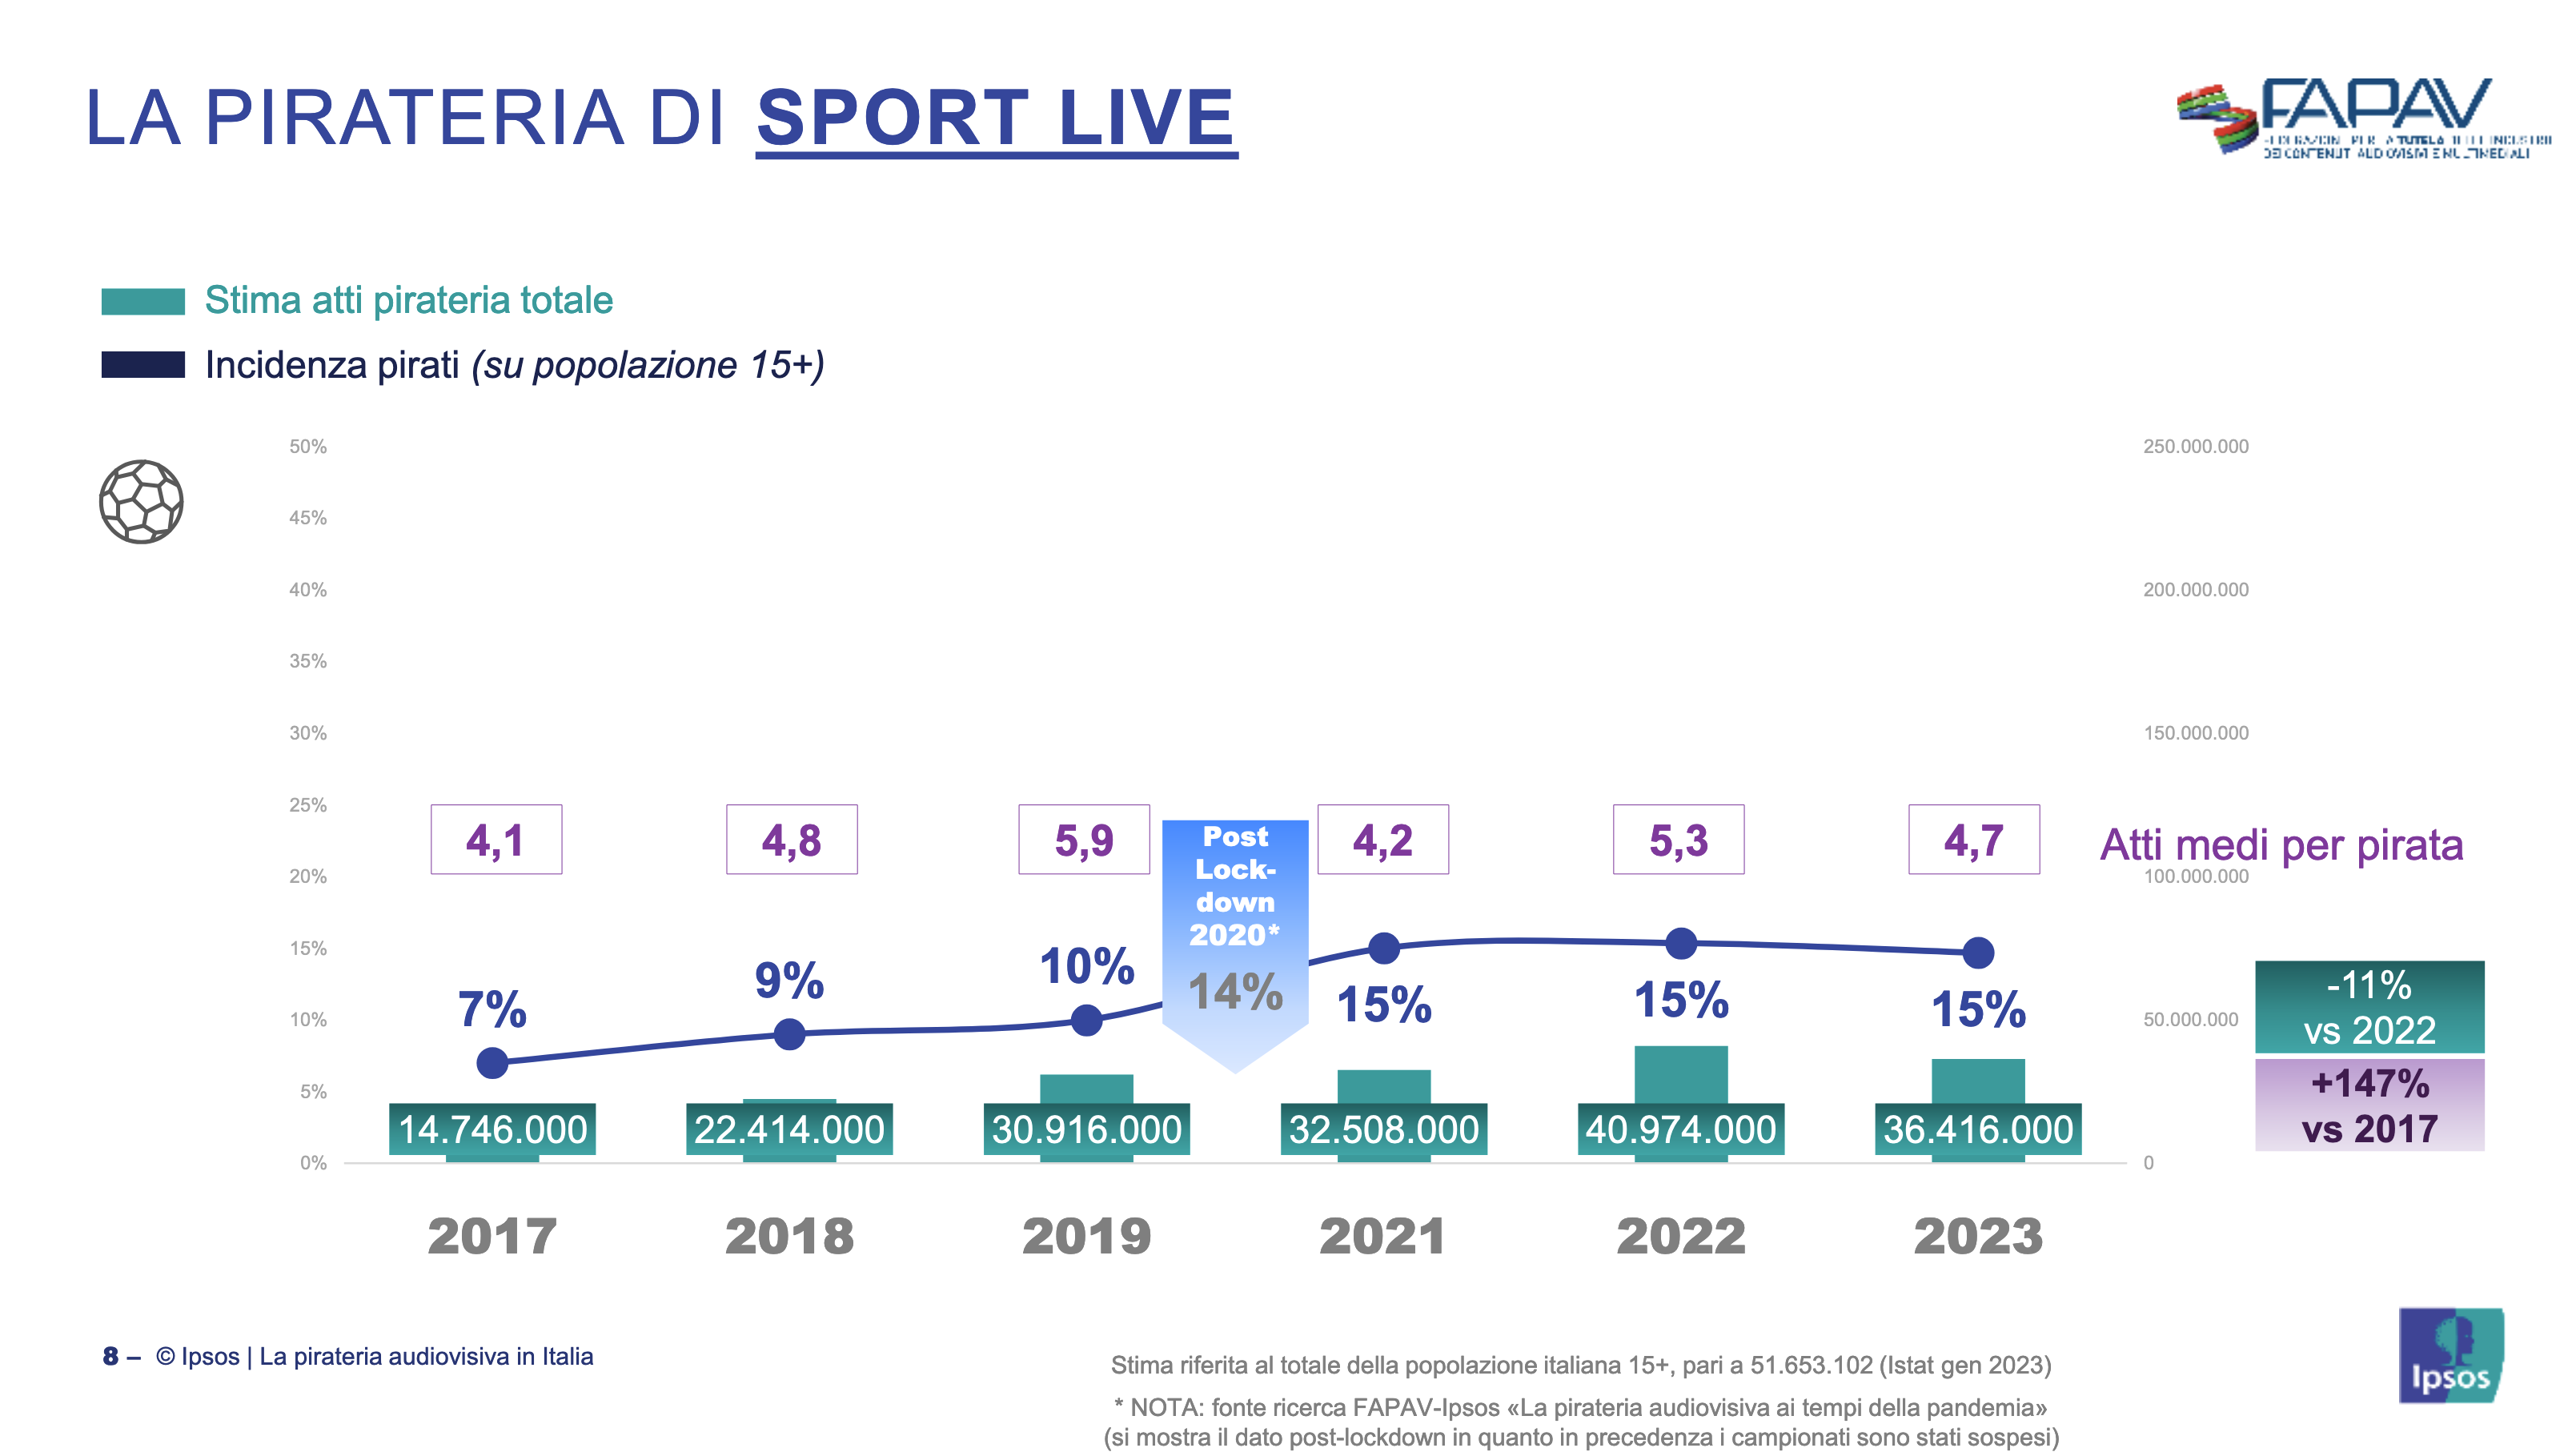 LA PIRATERIA DI SPORT LIVE
FAPAV
FEDERAZIONE PER LA TUTELA DELLE INDUSTRIE
DEI CONTENUTI AUDIOVISIVI E MULTIMEDIALI
Stima atti pirateria totale
Incidenza pirati (su popolazione 15+)
50%
45%
40%
35%
30%
25%
20%
15%
10%
5%
0%
250.000.000
200.000.000
150.000.000
100.000.000
50.000.000
0
4,1
4,8
5,9
4,2
5,3
4,7
Atti medi per pirata
Post
Lock-
down
2020*
14%
7%
9%
10%
15%
15%
15%
14.746.000
22.414.000
30.916.000
32.508.000
40.974.000
36.416.000
-11%
vs 2022
+147%
vs 2017
2017
2018
2019
2021
2022
2023
8 – © Ipsos | La pirateria audiovisiva in Italia
Stima riferita al totale della popolazione italiana 15+, pari a 51.653.102 (Istat gen 2023)
* NOTA: fonte ricerca FAPAV-Ipsos «La pirateria audiovisiva ai tempi della pandemia»
(si mostra il dato post-lockdown in quanto in precedenza i campionati sono stati sospesi)
Ipsos